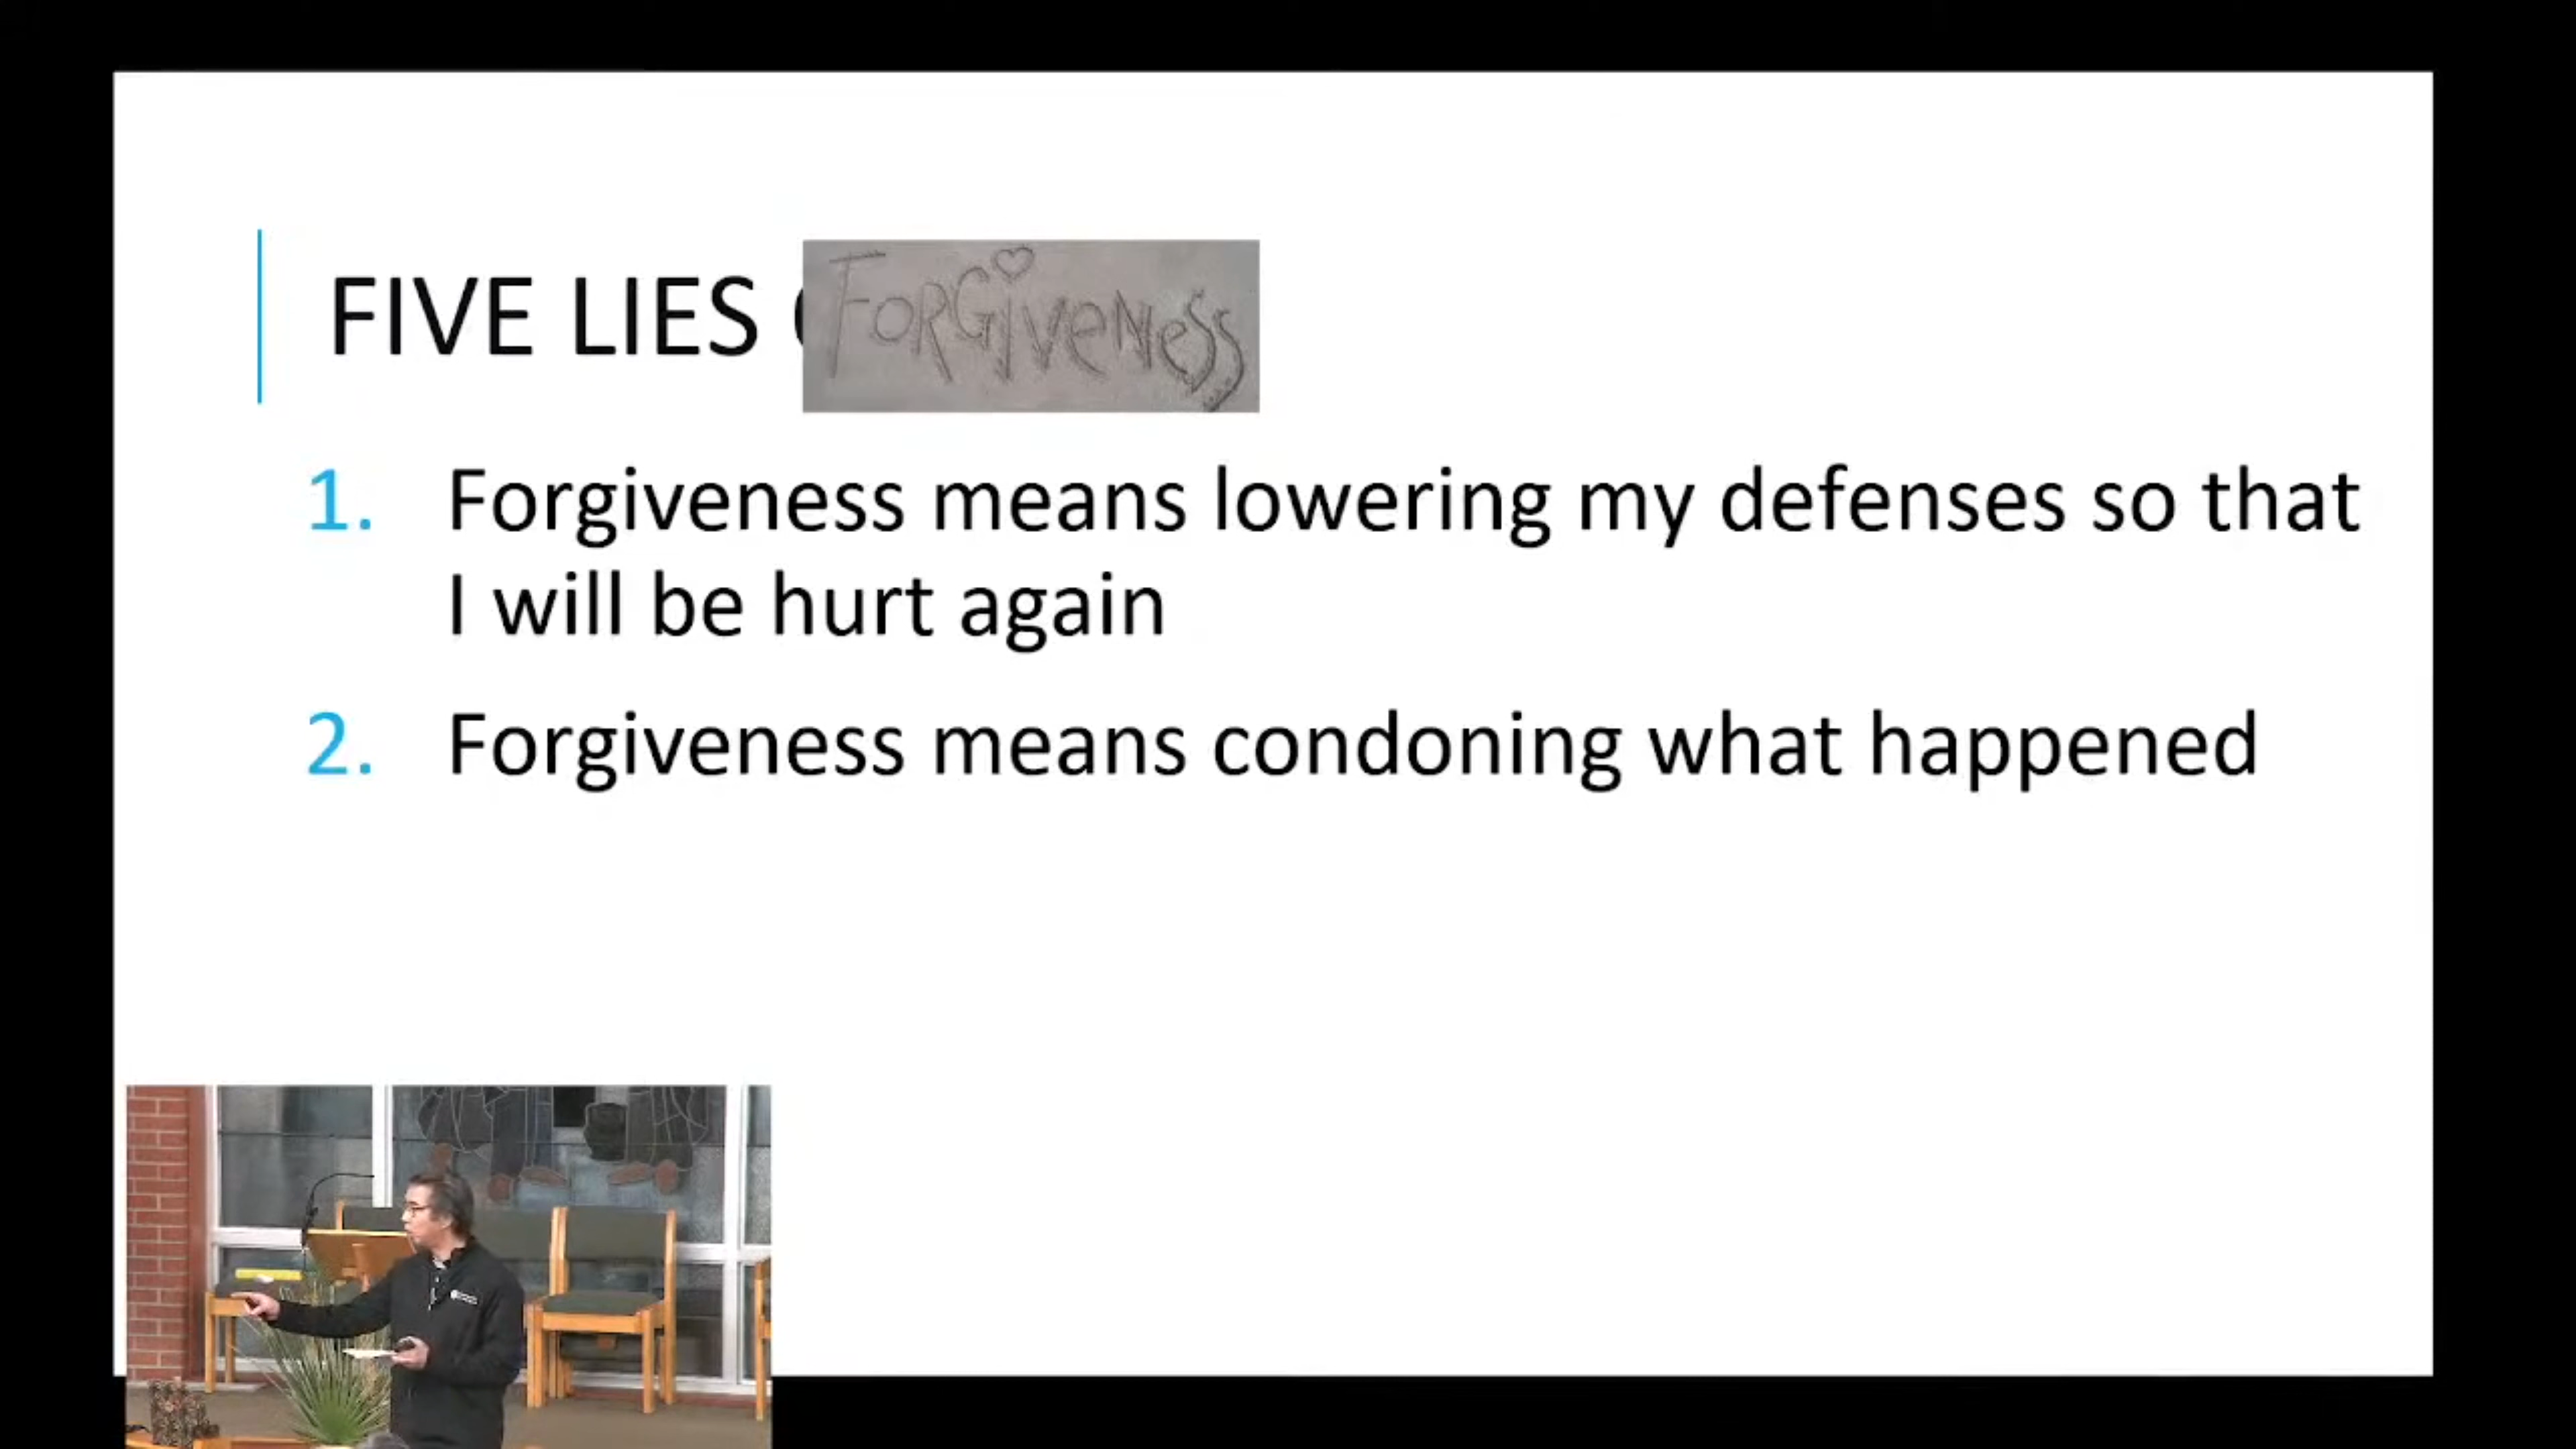 FIVE LIES
FORGiVeNeSS
1. Forgiveness means lowering my defenses so that
I will be hurt again
2. Forgiveness means condoning what happened